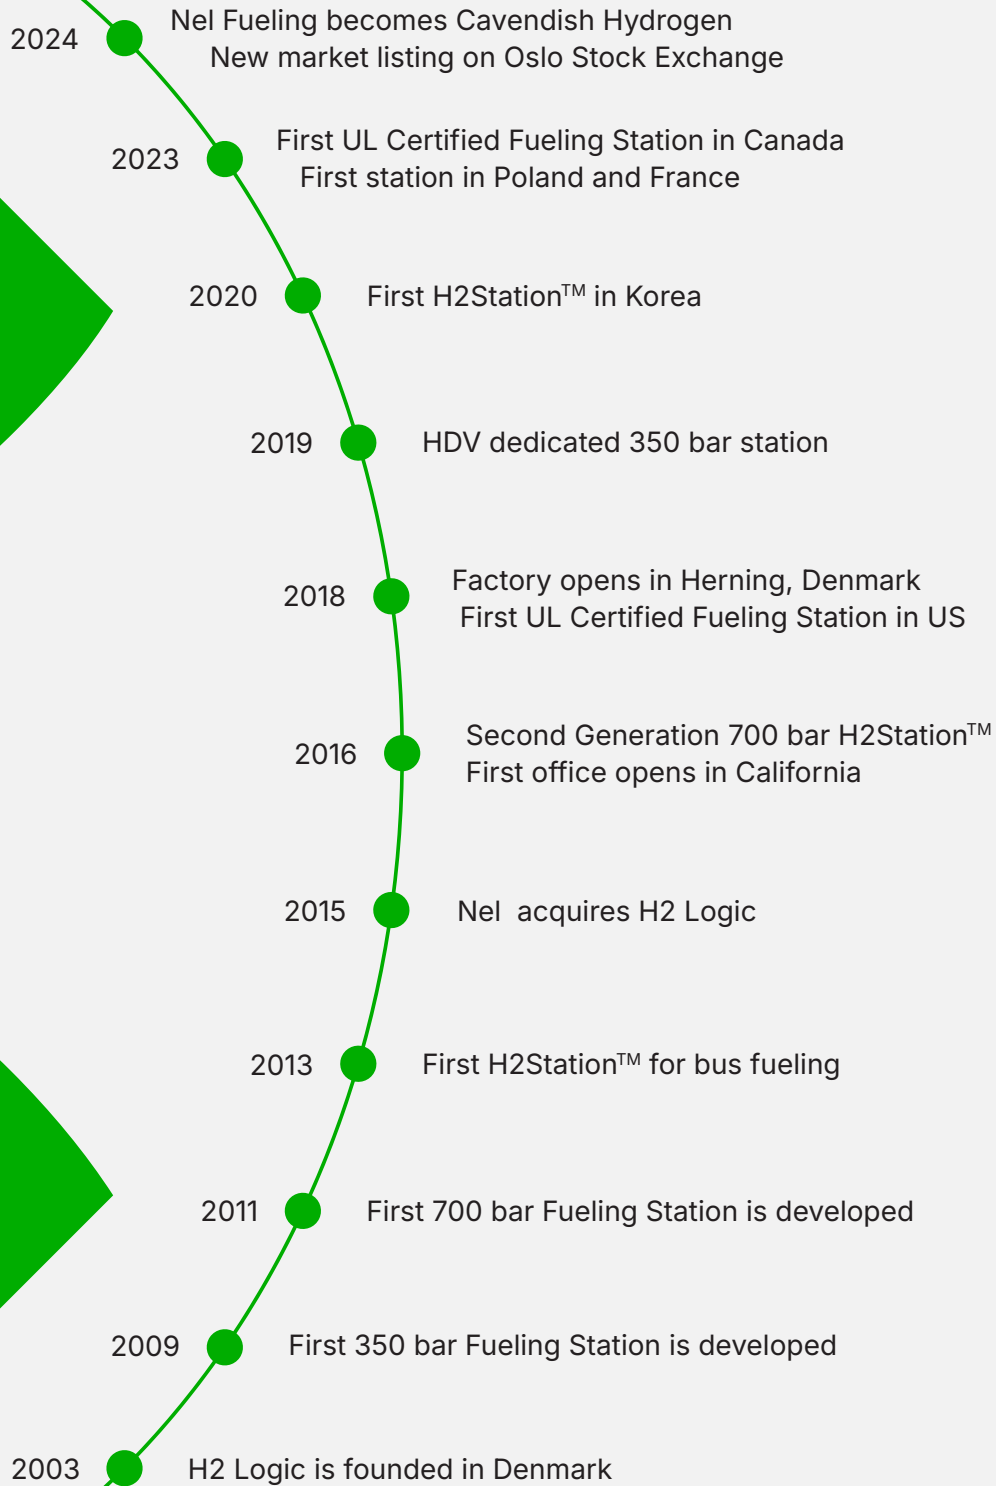 2024
Nel Fueling becomes Cavendish Hydrogen
New market listing on Oslo Stock Exchange
2023
First UL Certified Fueling Station in Canada
First station in Poland and France
2020
First H2Station™ in Korea
2019
HDV dedicated 350 bar station
2018
Factory opens in Herning, Denmark
First UL Certified Fueling Station in US
2016
Second Generation 700 bar H2Station™
First office opens in California
2015
Nel acquires H2 Logic
2013
First H2Station™ for bus fueling
2011
First 700 bar Fueling Station is developed
2009
First 350 bar Fueling Station is developed
2003
H2 Logic is founded in Denmark